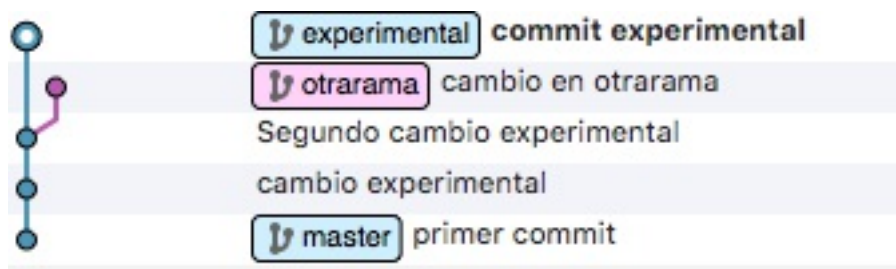 experimental commit experimental
otrarama cambio en otrarama
Segundo cambio experimental
cambio experimental
master primer commit